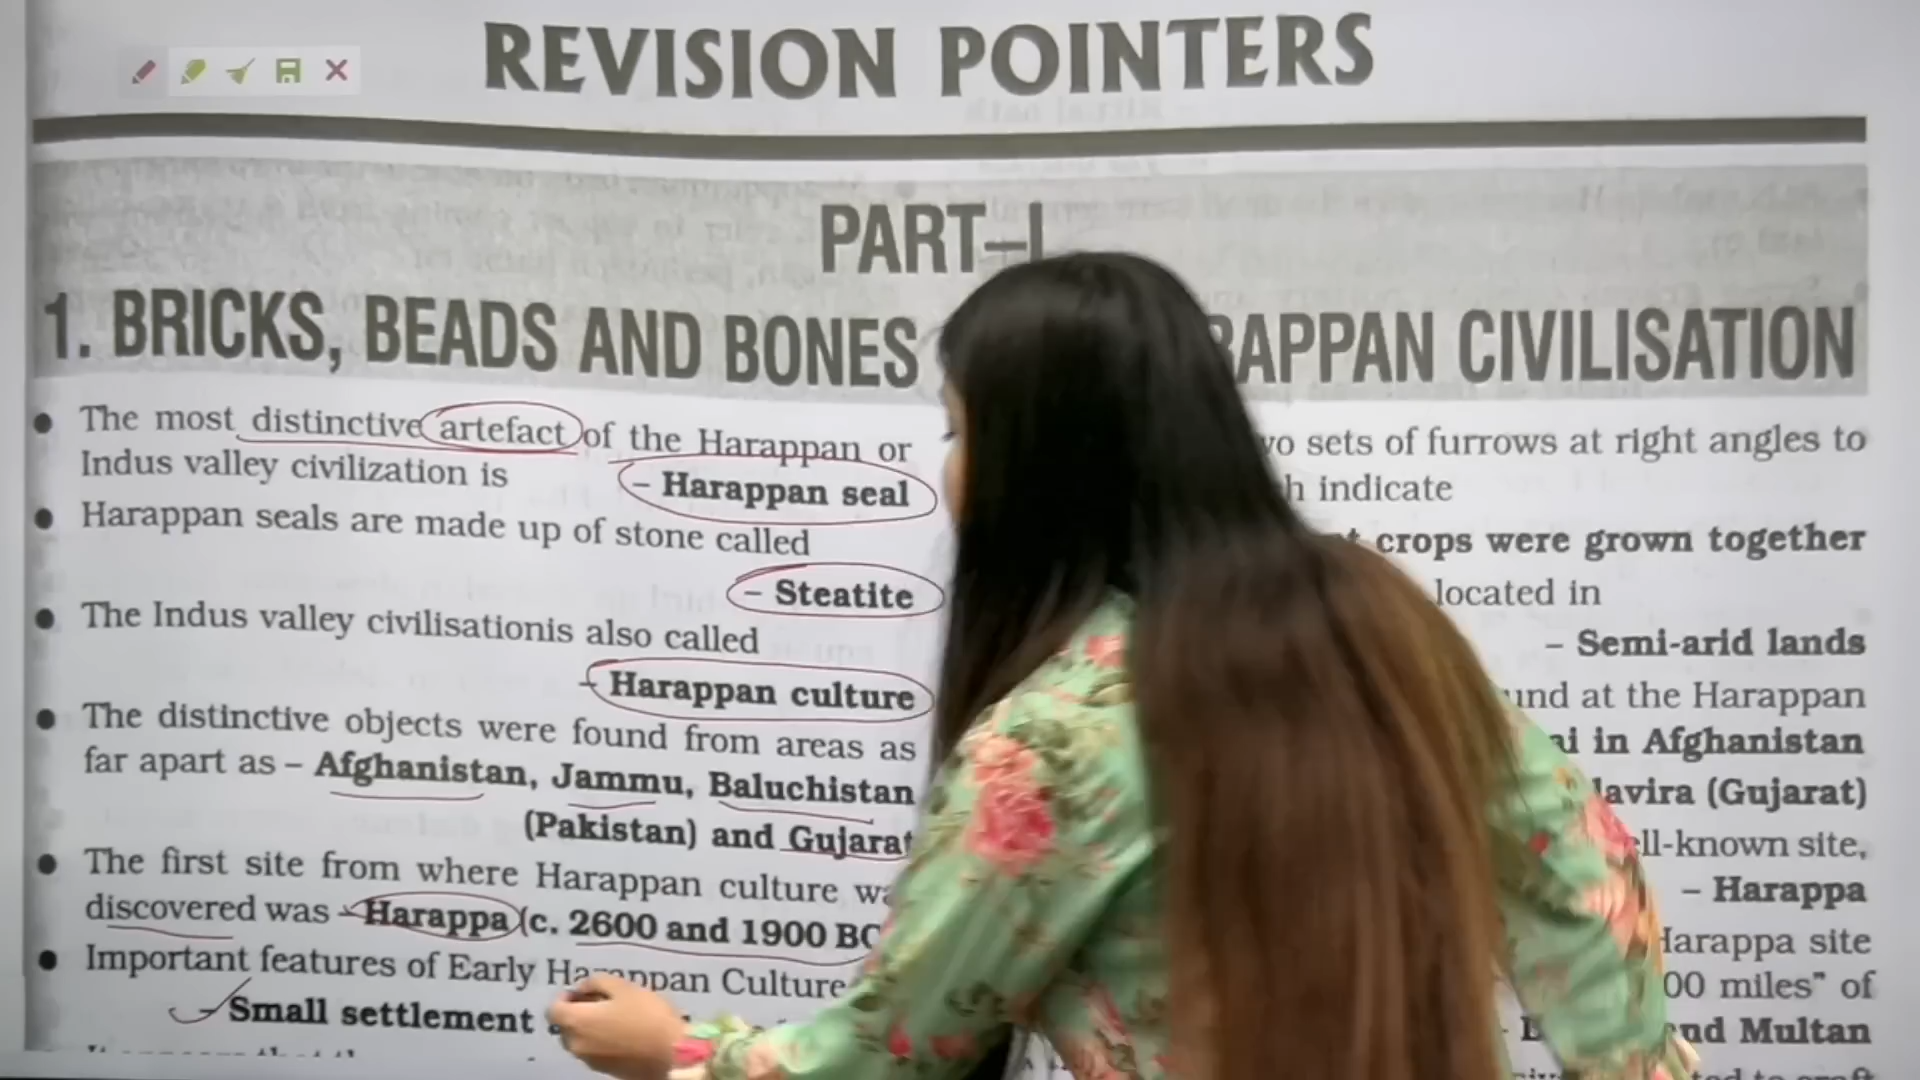 REVISION POINTERS
PART–I
1. BRICKS, BEADS AND BONES
RAPPAN CIVILISATION
• The most distinctive artefact of the Harappan or
Indus valley civilization is – Harappan seal
• Harappan seals are made up of stone called
– Steatite
• The Indus valley civilisationis also called
– Harappan culture
• The distinctive objects were found from areas as
far apart as – Afghanistan, Jammu, Baluchistan
(Pakistan) and Gujarat
• The first site from where Harappan culture
discovered was – Harappa (c. 2600 and 1900 BC
• Important features of Early Harappan Culture
– Small settlement
sets of furrows at right angles to
indicate
crops were grown together
located in
– Semi-arid lands
at the Harappan
in Afghanistan
(Gujarat)
ll-known site,
– Harappa
Harappa site
00 miles" of
and Multan